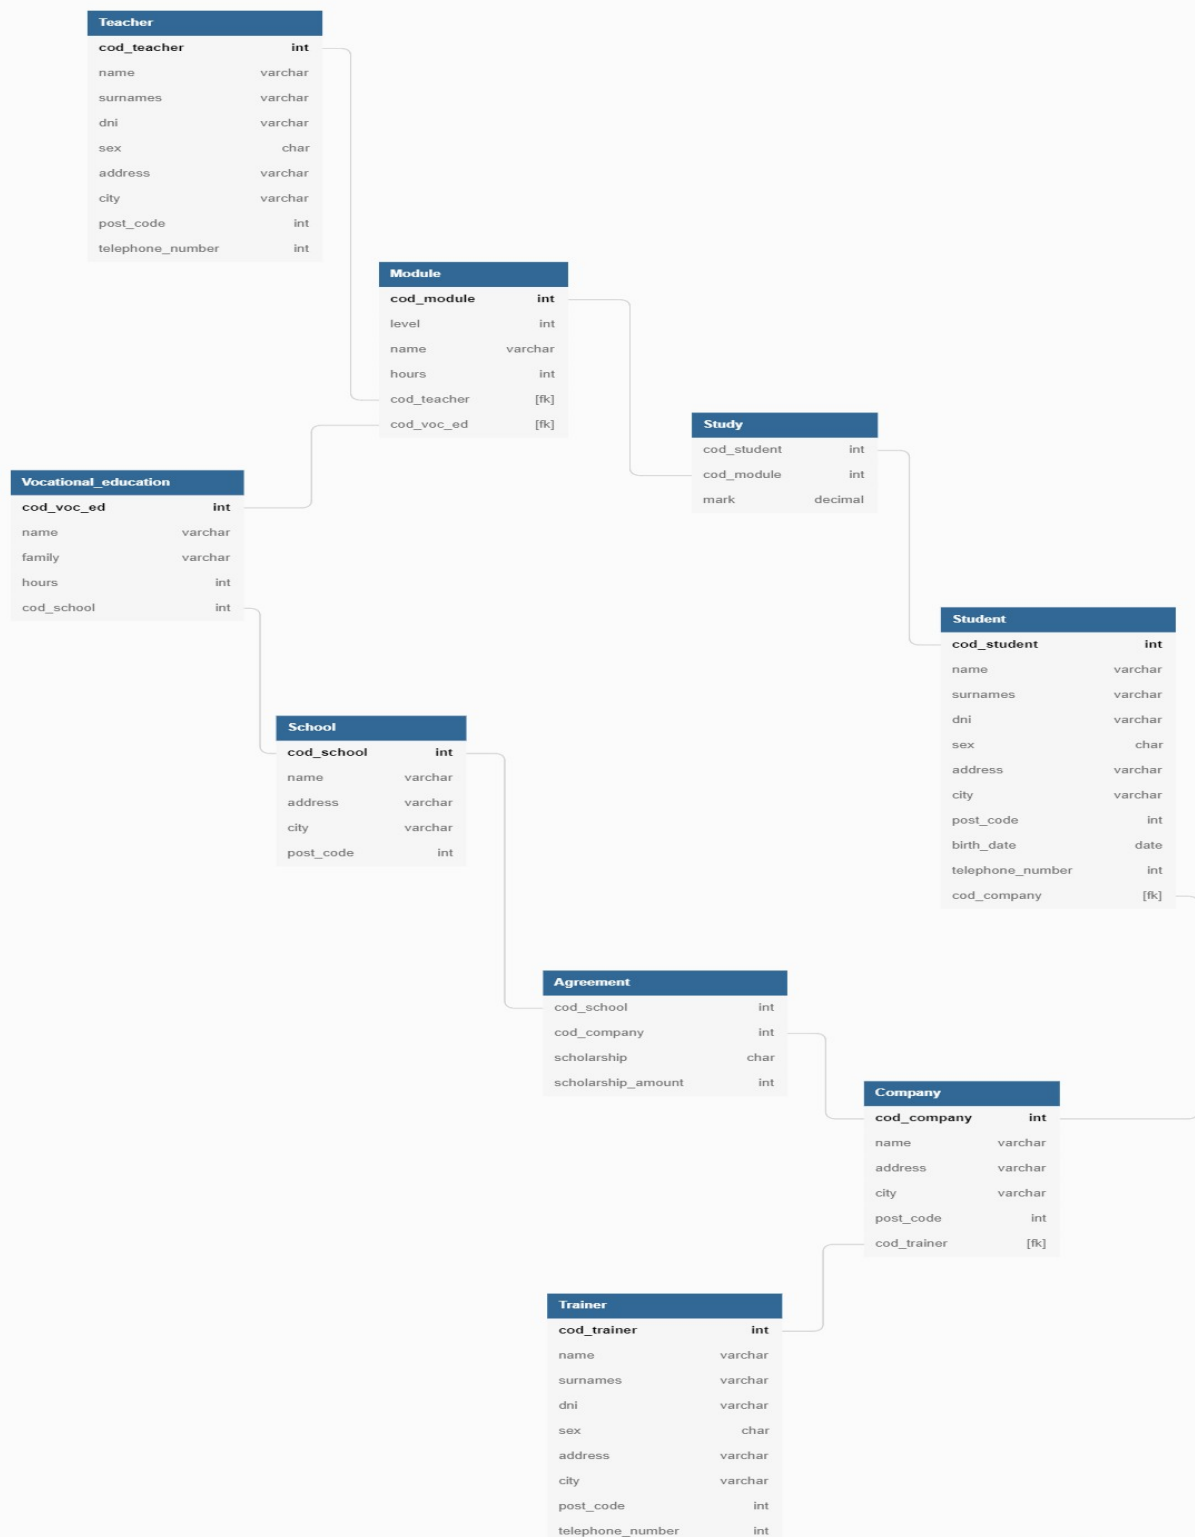 Teacher
cod_teacher int
name varchar
surnames varchar
dni varchar
sex char
address varchar
city varchar
post_code int
telephone_number int
Module
cod_module int
level int
name varchar
hours int
cod_teacher [fk]
cod_voc_ed [fk]
Study
cod_student int
cod_module int
mark decimal
Vocational_education
cod_voc_ed int
name varchar
family varchar
hours int
cod_school int
Student
cod_student int
name varchar
surnames varchar
dni varchar
sex char
address varchar
city varchar
post_code int
birth_date date
telephone_number int
cod_company [fk]
School
cod_school int
name varchar
address varchar
city varchar
post_code int
Agreement
cod_school int
cod_company int
scholarship char
scholarship_amount int
Company
cod_company int
name varchar
address varchar
city varchar
post_code int
cod_trainer [fk]
Trainer
cod_trainer int
name varchar
surnames varchar
dni varchar
sex char
address varchar
city varchar
post_code int
telephone_number int